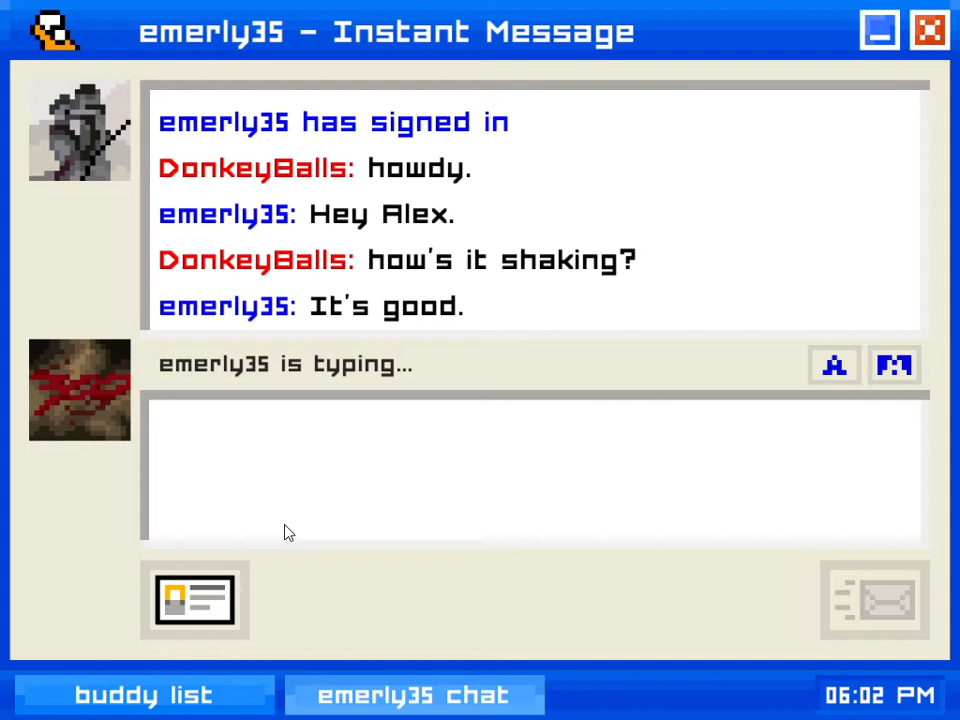 emerly35 - Instant Message
emerly35 has signed in
DonkeyBalls: howdy.
emerly35: Hey Alex.
DonkeyBalls: how's it shaking?
emerly35: It's good.
emerly35 is typing...
A
buddy list
emerly35 chat
06:02 PM